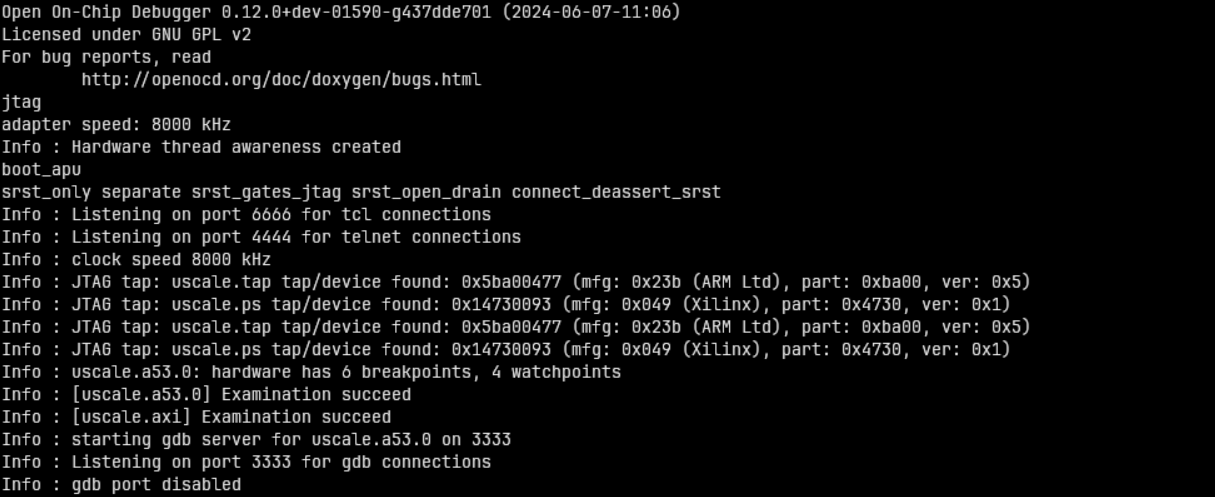 Open On-Chip Debugger 0.12.0+dev-01590-g437dde701 (2024-06-07-11:06)
Licensed under GNU GPL v2
For bug reports, read
        http://openocd.org/doc/doxygen/bugs.html
jtag
adapter speed: 8000 kHz
Info : Hardware thread awareness created
boot_apu
srst_only separate srst_gates_jtag srst_open_drain connect_deassert_srst
Info : Listening on port 6666 for tcl connections
Info : Listening on port 4444 for telnet connections
Info : clock speed 8000 kHz
Info : JTAG tap: uscale.tap tap/device found: 0x5ba00477 (mfg: 0x23b (ARM Ltd), part: 0xba00, ver: 0x5)
Info : JTAG tap: uscale.ps tap/device found: 0x14730093 (mfg: 0x049 (Xilinx), part: 0x4730, ver: 0x1)
Info : JTAG tap: uscale.tap tap/device found: 0x5ba00477 (mfg: 0x23b (ARM Ltd), part: 0xba00, ver: 0x5)
Info : JTAG tap: uscale.ps tap/device found: 0x14730093 (mfg: 0x049 (Xilinx), part: 0x4730, ver: 0x1)
Info : uscale.a53.0: hardware has 6 breakpoints, 4 watchpoints
Info : [uscale.a53.0] Examination succeed
Info : [uscale.axi] Examination succeed
Info : starting gdb server for uscale.a53.0 on 3333
Info : Listening on port 3333 for gdb connections
Info : gdb port disabled